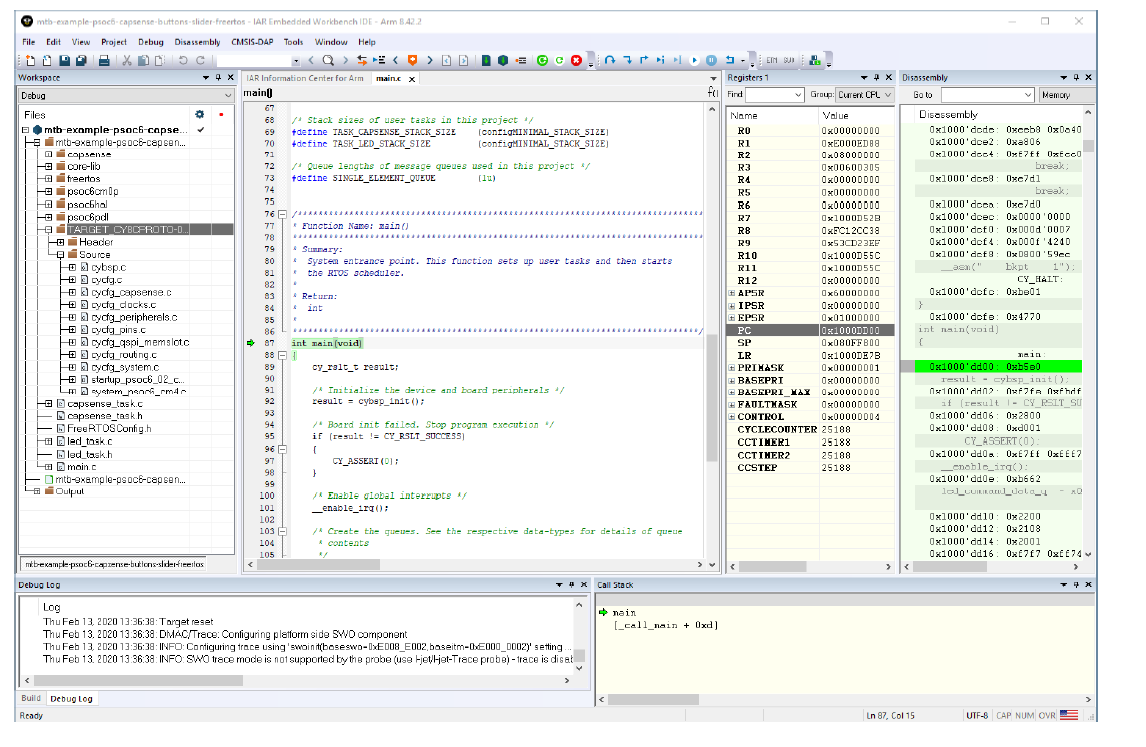 mtb-example-psoc6-capsense-buttons-slider-freertos - IAR Embedded Workbench IDE - Arm 8.42.2
File Edit View Project Debug Disassembly CMSIS-DAP Tools Window Help
Workspace
Debug
Files
mtb-example-psoc6-capse...
mtb-example-psoc6-capsen...
capsense
core-lib
freertos
psoc6cm0p
psoc6hal
psoc6pdl
TARGET_CY8CPROTO-0...
Header
Source
cybsp.c
cycfg.c
cycfg_capsense.c
cycfg_clocks.c
cycfg_peripherals.c
cycfg_pins.c
cycfg_qspi_memslot.c
cycfg_routing.c
cycfg_system.c
startup_psoc6_02_c...
system_psoc6_cm4.c
capsense_task.c
capsense_task.h
FreeRTOSConfig.h
led_task.c
led_task.h
main.c
mtb-example-psoc6-capsen...
Output
mtb-example-psoc6-capsense-buttons-slider-freertos
IAR Information Center for Arm main.c
main()
f()
67
68 /* Stack sizes of user tasks in this project */
69 #define TASK_CAPSENSE_STACK_SIZE (configMINIMAL_STACK_SIZE)
70 #define TASK_LED_STACK_SIZE (configMINIMAL_STACK_SIZE)
71
72 /* Queue lengths of message queues used in this project */
73 #define SINGLE_ELEMENT_QUEUE (1u)
74
75
76 /*******************************************************************************
77 * Function Name: main()
78 ********************************************************************************
79 * Summary:
80 * System entrance point. This function sets up user tasks and then starts
81 * the RTOS scheduler.
82 *
83 * Return:
84 * int
85 *
86 *******************************************************************************/
87 int main(void)
88 {
89 cy_rslt_t result;
90
91 /* Initialize the device and board peripherals */
92 result = cybsp_init();
93
94 /* Board init failed. Stop program execution */
95 if (result != CY_RSLT_SUCCESS)
96 {
97 CY_ASSERT(0);
98 }
99
100 /* Enable global interrupts */
101 __enable_irq();
102
103 /* Create the queues. See the respective data-types for details of queue
104 * contents
105 */
Registers 1
Find Group: Current CPU
Name Value
R0 0x00000000
R1 0xE000ED88
R2 0x08000000
R3 0x00600305
R4 0x00000000
R5 0x00000000
R6 0x00000000
R7 0x1000D52B
R8 0xFC12CC38
R9 0x53CD23EF
R10 0x1000D55C
R11 0x1000D55C
R12 0x00000000
APSR 0x60000000
IPSR 0x00000000
EPSR 0x01000000
PC 0x1000DD00
SP 0x080FF800
LR 0x1000DE7B
PRIMASK 0x00000001
BASEPRI 0x00000000
BASEPRI_MAX 0x00000000
FAULTMASK 0x00000000
CONTROL 0x00000004
CYCLECOUNTER 25188
CCTIMER1 25188
CCTIMER2 25188
CCSTEP 25188
Disassembly
Go to Memory
Disassembly
0x1000'dcde: 0xeeb8 0x0a40
0x1000'dce2: 0xa806
0x1000'dce4: 0xf7ff 0xfcc0
break;
0x1000'dce8: 0xe7d1
break;
0x1000'dcea: 0xe7d0
0x1000'dcec: 0x0000'0000
0x1000'dcf0: 0x000d'0007
0x1000'dcf4: 0x000f'4240
0x1000'dcf8: 0x0800'59ec
__asm(" bkpt 1");
CY_HALT:
0x1000'dcfc: 0xbe01
}
0x1000'dcfe: 0x4770
int main(void)
{
main:
0x1000'dd00: 0xb5e0
result = cybsp_init();
0x1000'dd02: 0xf7fe 0xfbdf
if (result != CY_RSLT_SU
0x1000'dd06: 0x2800
0x1000'dd08: 0xd001
CY_ASSERT(0);
0x1000'dd0a: 0xf7ff 0xfff7
__enable_irq();
0x1000'dd0e: 0xb662
led_command_data_q = xQ
0x1000'dd10: 0x2200
0x1000'dd12: 0x2108
0x1000'dd14: 0x2001
0x1000'dd16: 0xf7f7 0xff74
Debug Log
Log
Thu Feb 13, 2020 13:36:38: Target reset
Thu Feb 13, 2020 13:36:38: DMAC/Trace: Configuring platform side SWO component
Thu Feb 13, 2020 13:36:38: INFO: Configuring trace using 'swoinit(baseswo=0xE008_E002,baseitm=0xE000_0002)' setting ...
Thu Feb 13, 2020 13:36:38: INFO: SWO trace mode is not supported by the probe (use I-jet/I-jet-Trace probe) - trace is disab
Build Debug Log
Call Stack
main
[_call_main + 0xd]
Ready Ln 87, Col 15 UTF-8 CAP NUM OVR